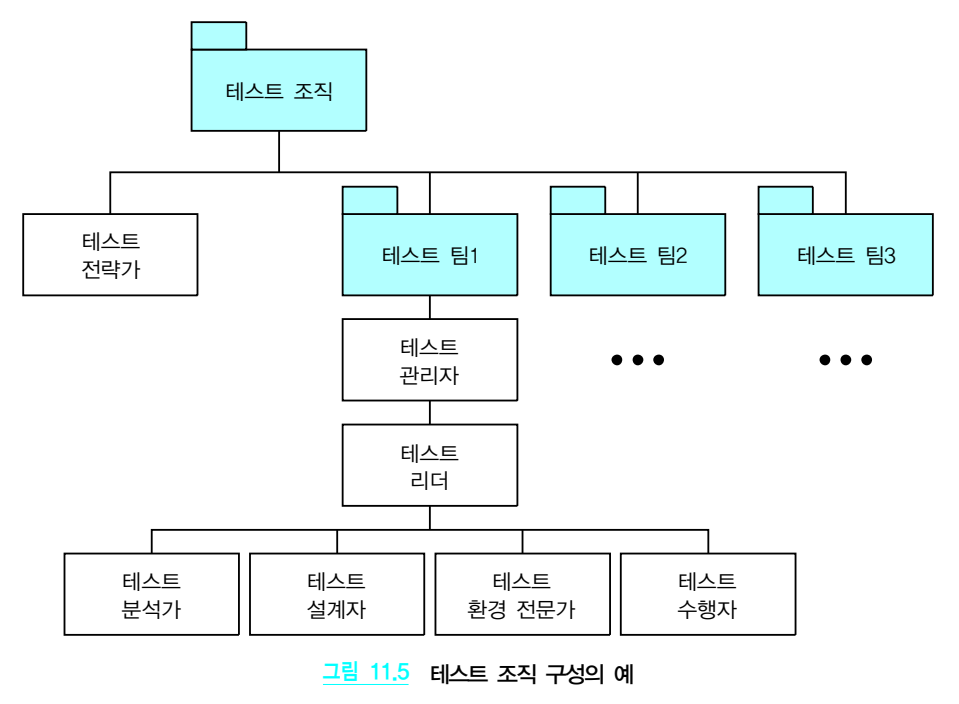 테스트 조직
테스트
전략가
테스트 팀1
테스트 팀2
테스트 팀3
테스트
관리자
테스트
리더
테스트
분석가
테스트
설계자
테스트
환경 전문가
테스트
수행자
그림 11.5 테스트 조직 구성의 예